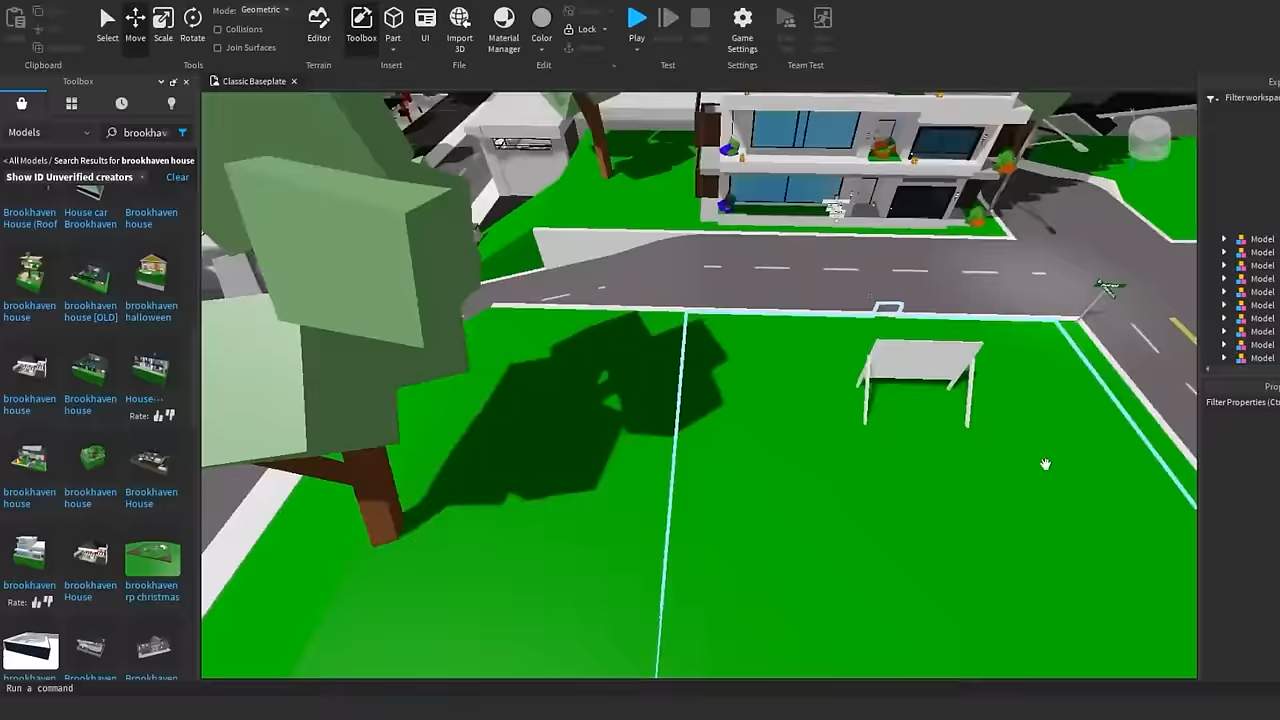 Mode: Geometric
Collisions
Join Surfaces
Select
Move
Scale
Rotate
Editor
Toolbox
Part
UI
Import
3D
Material
Manager
Color
Lock
Play
Game
Settings
Clipboard
Tools
Terrain
Insert
File
Edit
Test
Settings
Team Test
Toolbox
Classic Baseplate
Models
brookhav
Filter workspa
< All Models / Search Results for brookhaven house
Show ID Unverified creators
Clear
Brookhaven
House (Roof
House car
Brookhaven
Brookhaven
house
brookhaven
house
brookhaven
house [OLD]
brookhaven
halloween
brookhaven
house
Brookhaven
house
House-···
Rate:
brookhaven
house
brookhaven
house
Brookhaven
House
brookhaven
Rate:
brookhaven
House
brookhaven
rp christmas
brookhaven
Brookhaven
Brookhaven
Model
Model
Model
Model
Model
Model
Model
Model
Model
Model
Filter Properties (Ct
Run a command